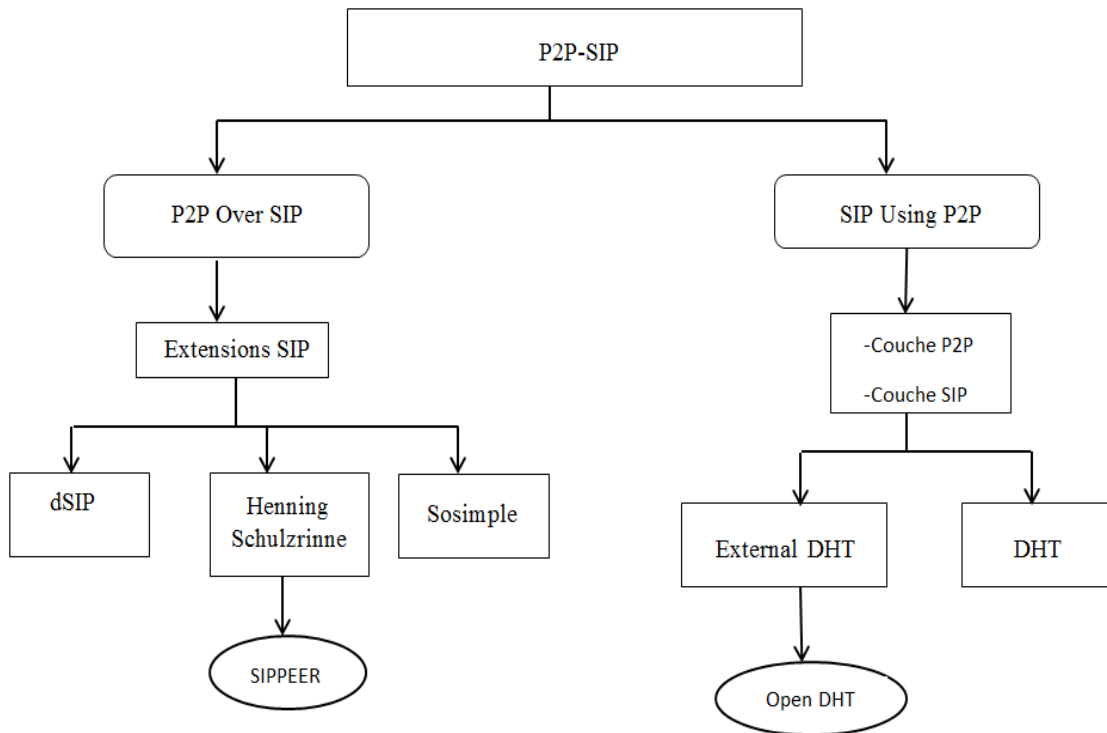 P2P-SIP
P2P Over SIP
SIP Using P2P
Extensions SIP
-Couche P2P
-Couche SIP
dSIP
Henning
Schulzrinne
Sosimple
External DHT
DHT
SIPPEER
Open DHT